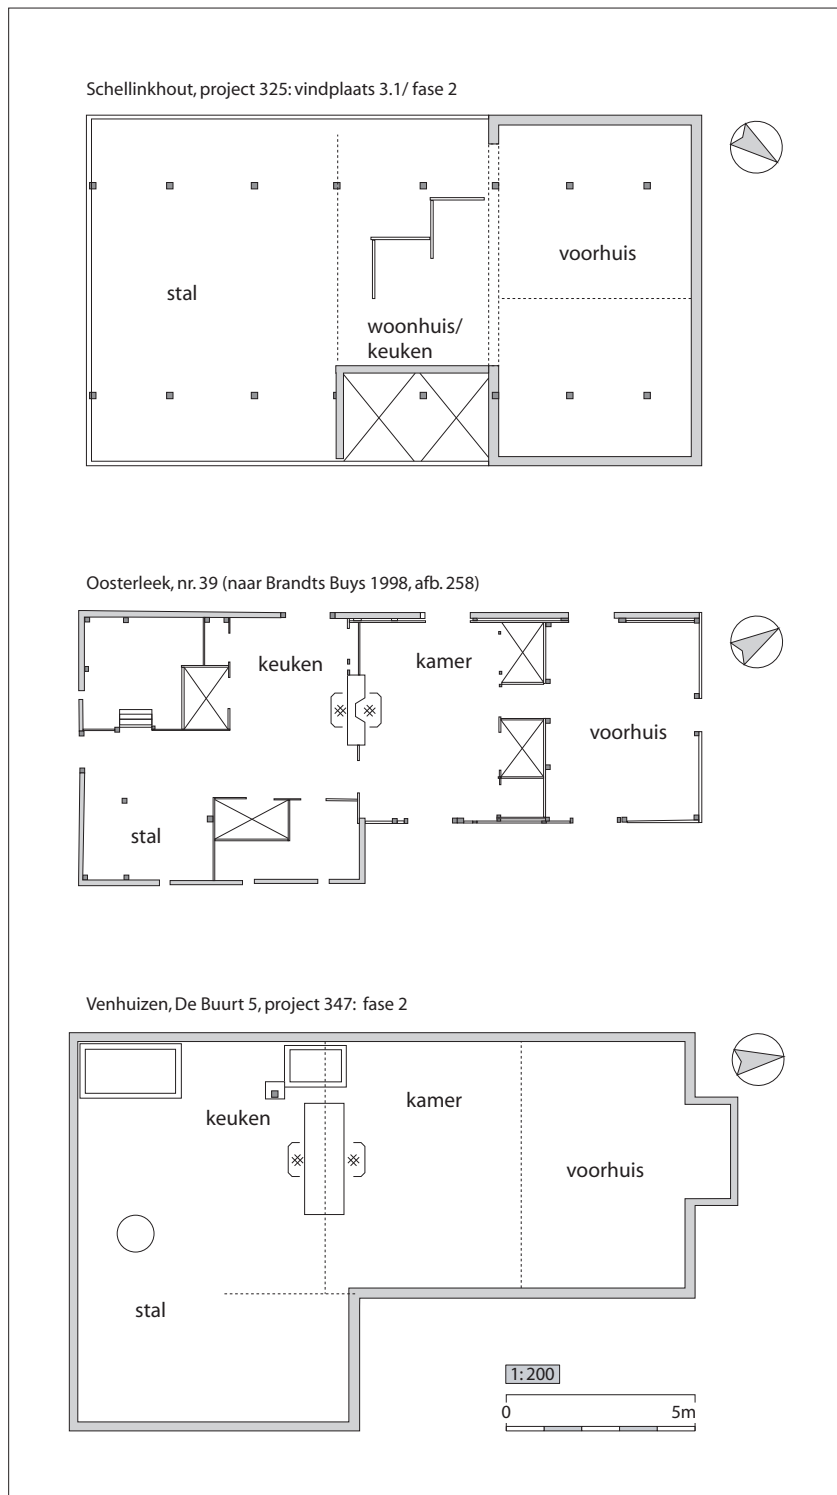 Schellinkhout, project 325: vindplaats 3.1/ fase 2
voorhuis
stal
woonhuis/
keuken
Oosterleek, nr. 39 (naar Brandts Buys 1998, afb. 258)
keuken
kamer
voorhuis
stal
Venhuizen, De Buurt 5, project 347: fase 2
kamer
keuken
voorhuis
stal
1: 200
0 5m